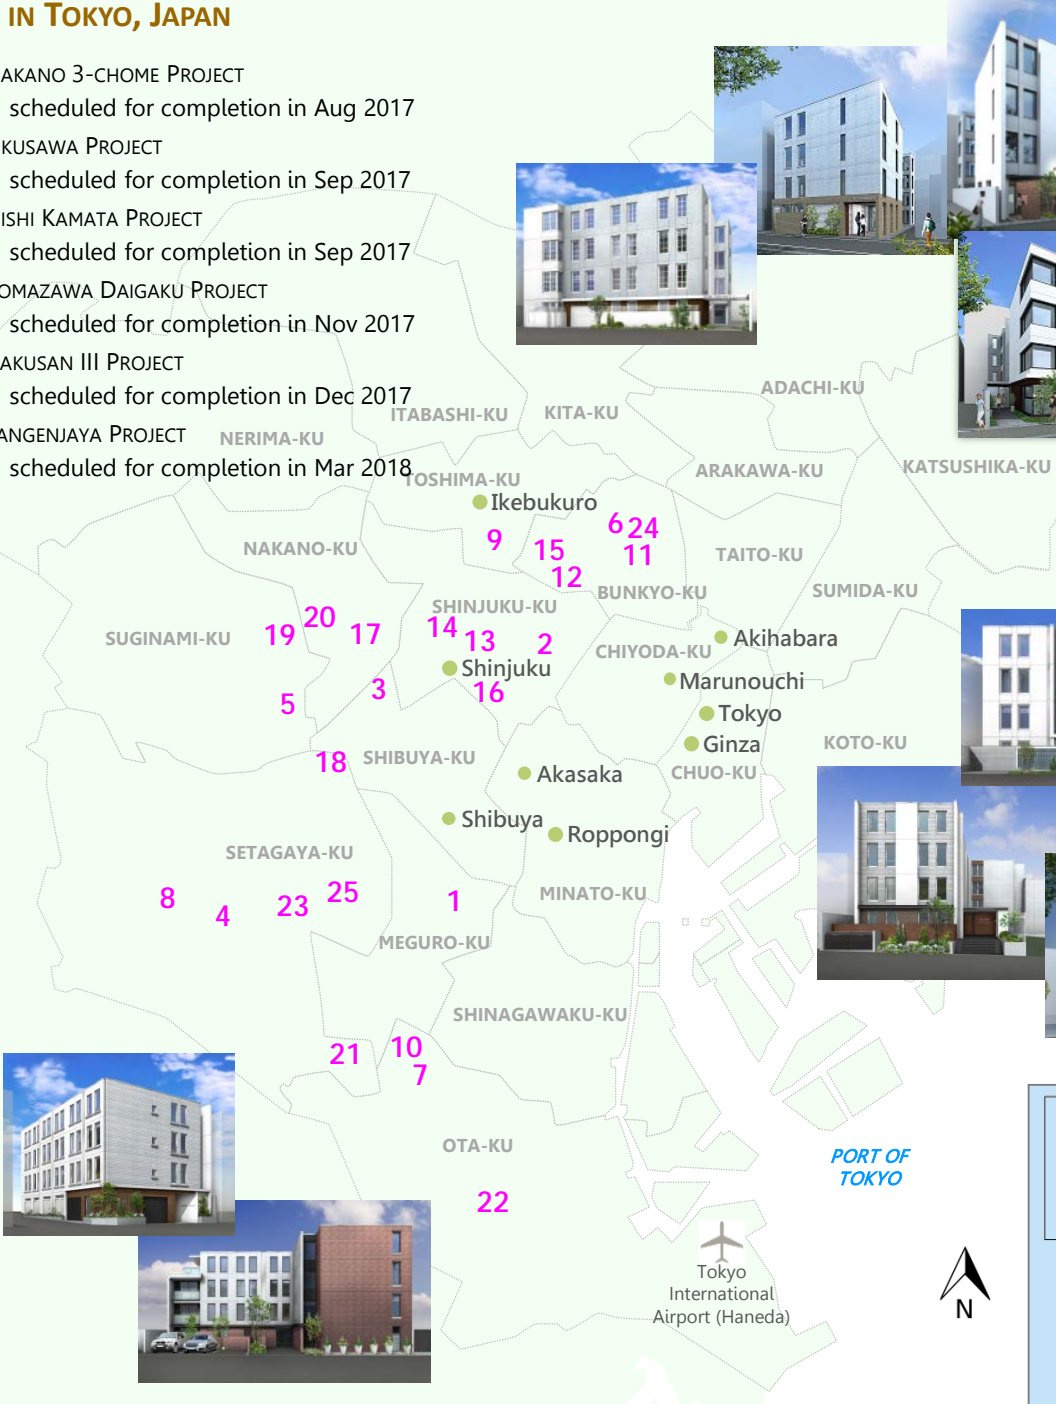 IN TOKYO, JAPAN
AKANO 3-CHOME PROJECT
scheduled for completion in Aug 2017
KUSAWA PROJECT
scheduled for completion in Sep 2017
ISHI KAMATA PROJECT
scheduled for completion in Sep 2017
OMAZAWA DAIGAKU PROJECT
scheduled for completion in Nov 2017
AKUSAN III PROJECT
scheduled for completion in Dec 2017
ANGENJAYA PROJECT
scheduled for completion in Mar 2018
ADACHI-KU
ITABASHI-KU
KITA-KU
NERIMA-KU
ARAKAWA-KU
KATSUSHIKA-KU
TOSHIMA-KU
Ikebukuro
6
24
9
15
11
NAKANO-KU
TAITO-KU
12
BUNKYO-KU
SUMIDA-KU
SHINJUKU-KU
20
19
17
14
13
2
SUGINAMI-KU
Akihabara
CHIYODA-KU
Shinjuku
Marunouchi
3
16
5
Tokyo
Ginza
KOTO-KU
18
SHIBUYA-KU
Akasaka
CHUO-KU
Shibuya
Roppongi
SETAGAYA-KU
8
4
23
25
1
MINATO-KU
MEGURO-KU
SHINAGAWAKU-KU
21
10
7
OTA-KU
PORT OF
TOKYO
22
Tokyo
International
Airport (Haneda)
N